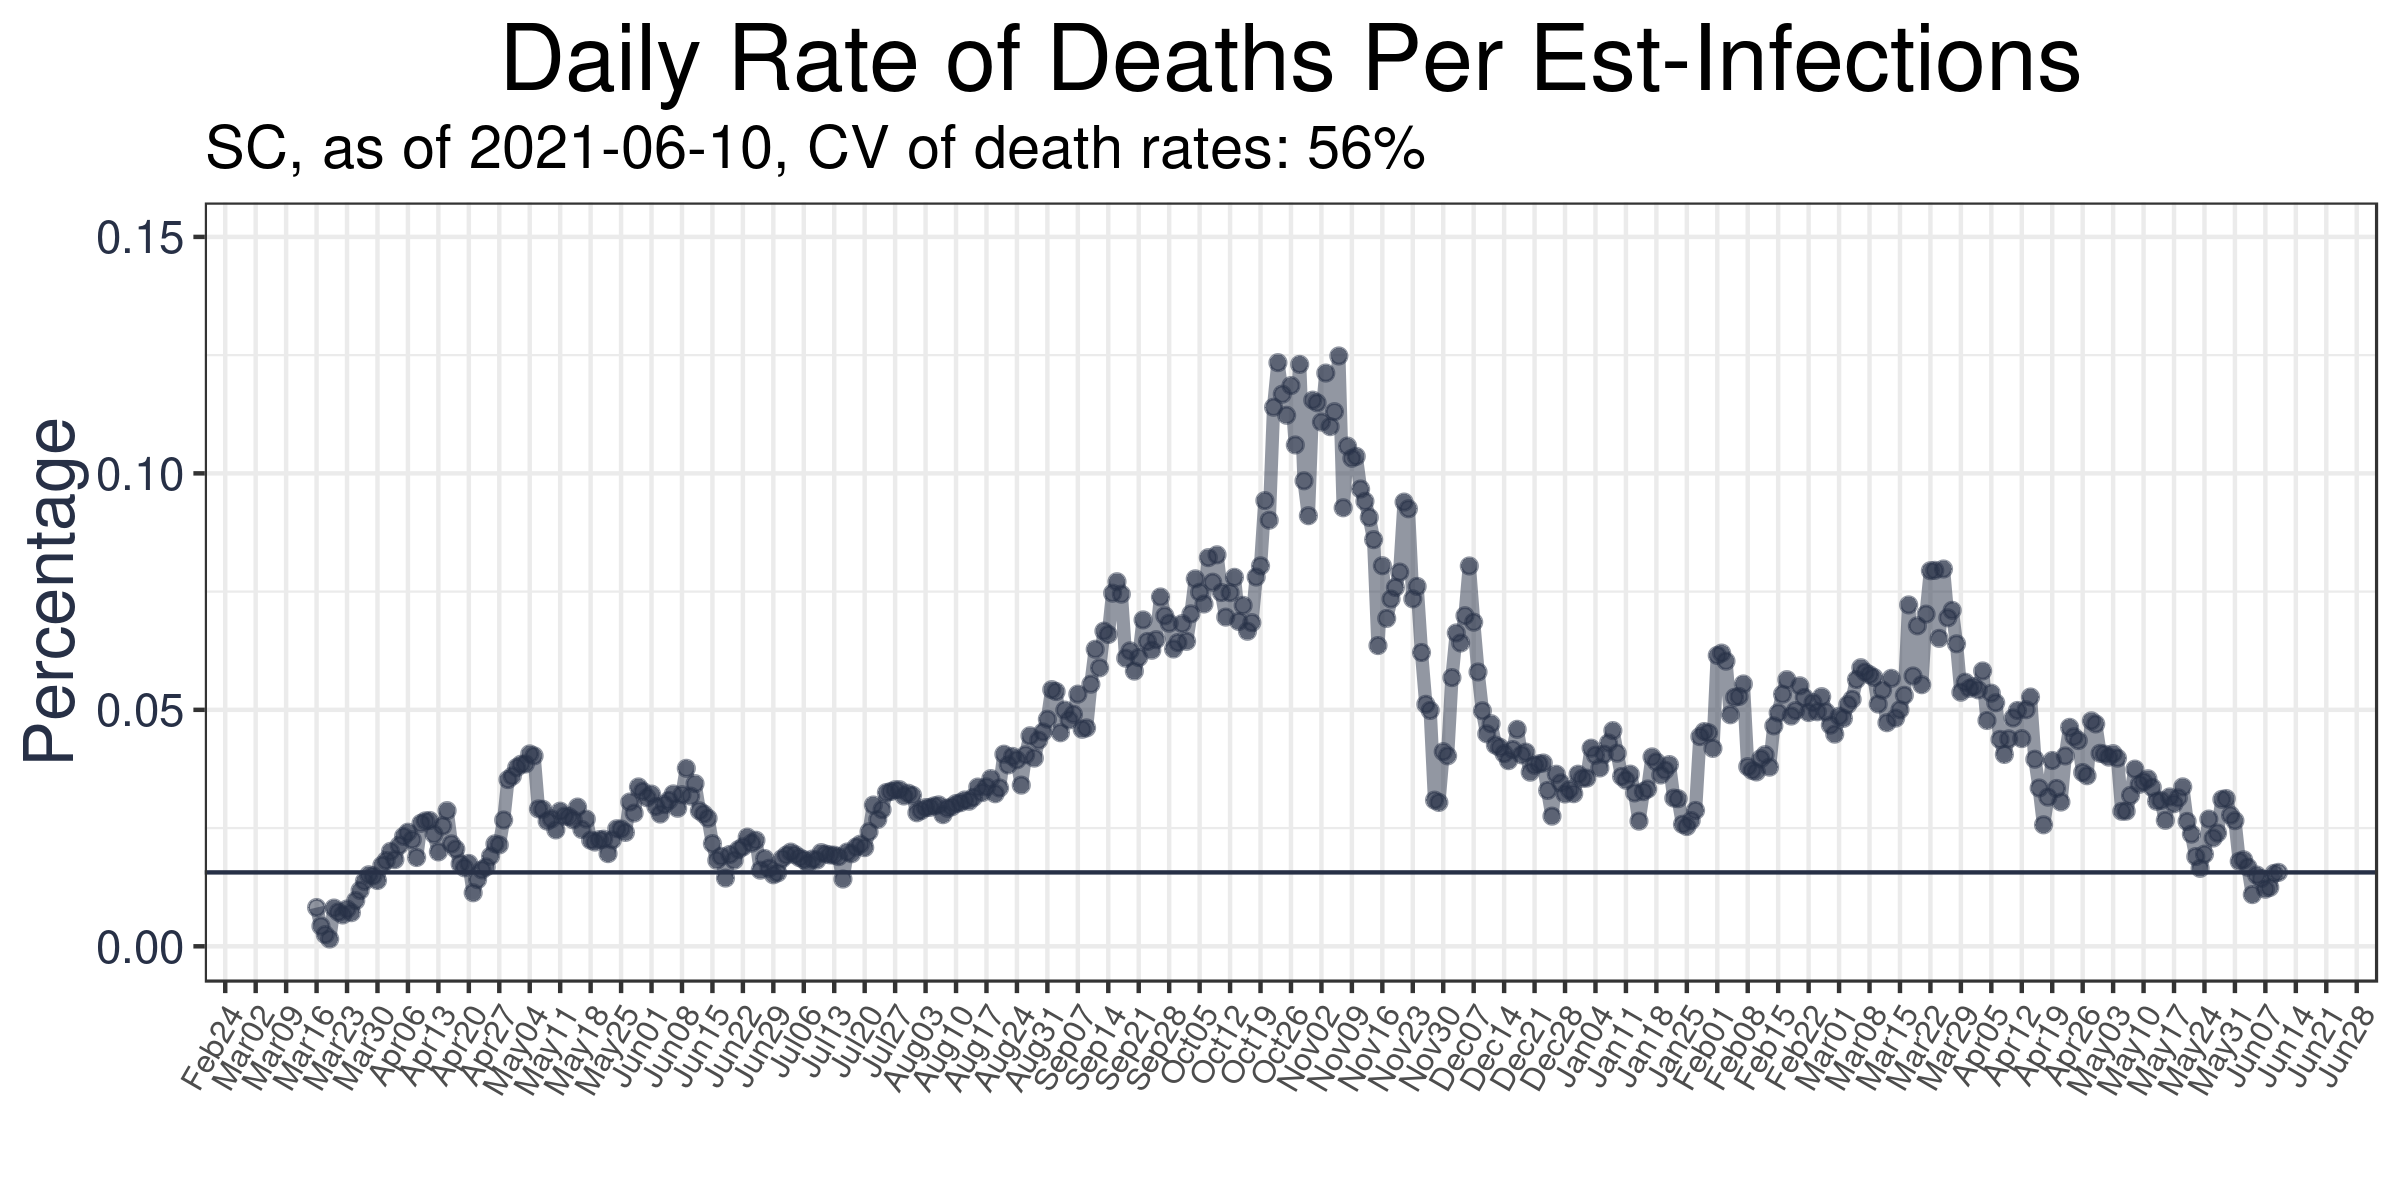 Daily Rate of Deaths Per Est-Infections
SC, as of 2021-06-10, CV of death rates: 56%
Percentage
0.15
0.10
0.05
0.00
Feb24
Mar02
Mar09
Mar16
Mar23
Mar30
Apr06
Apr13
Apr20
Apr27
May04
May11
May18
May25
Jun01
Jun08
Jun15
Jun22
Jun29
Jul06
Jul13
Jul20
Jul27
Aug03
Aug10
Aug17
Aug24
Aug31
Sep07
Sep14
Sep21
Sep28
Oct05
Oct12
Oct19
Oct26
Nov02
Nov09
Nov16
Nov23
Nov30
Dec07
Dec14
Dec21
Dec28
Jan04
Jan11
Jan18
Jan25
Feb01
Feb08
Feb15
Feb22
Mar01
Mar08
Mar15
Mar22
Mar29
Apr05
Apr12
Apr19
Apr26
May03
May10
May17
May24
May31
Jun07
Jun14
Jun21
Jun28